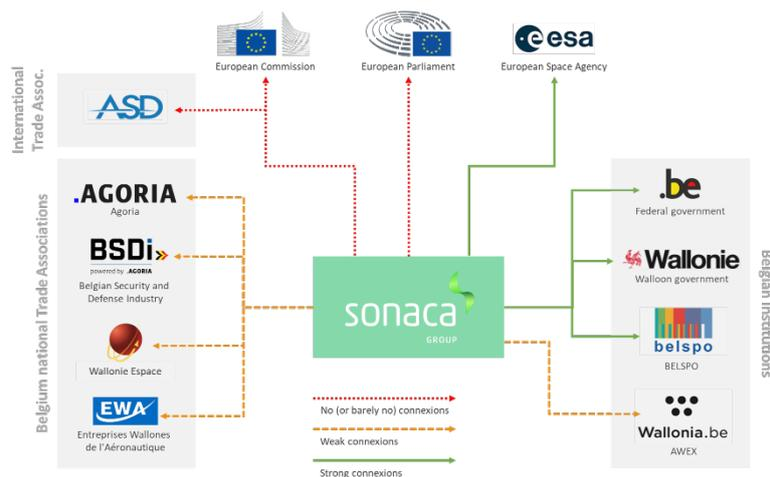 European Commission
European Parliament
esa
European Space Agency
International
Trade Assoc.
ASD
Belgium national Trade Associations
.AGORIA
Agoria
BSDi
powered by .AGORIA
Belgian Security and
Defense Industry
Wallonie Espace
EWA
Entreprises Wallones
de l'Aéronautique
sonaca
GROUP
No (or barely no) connexions
Weak connexions
Strong connexions
.be
Federal government
Wallonie
Walloon government
belspo
BELSPO
Wallonia.be
AWEX
Belgian Institutions